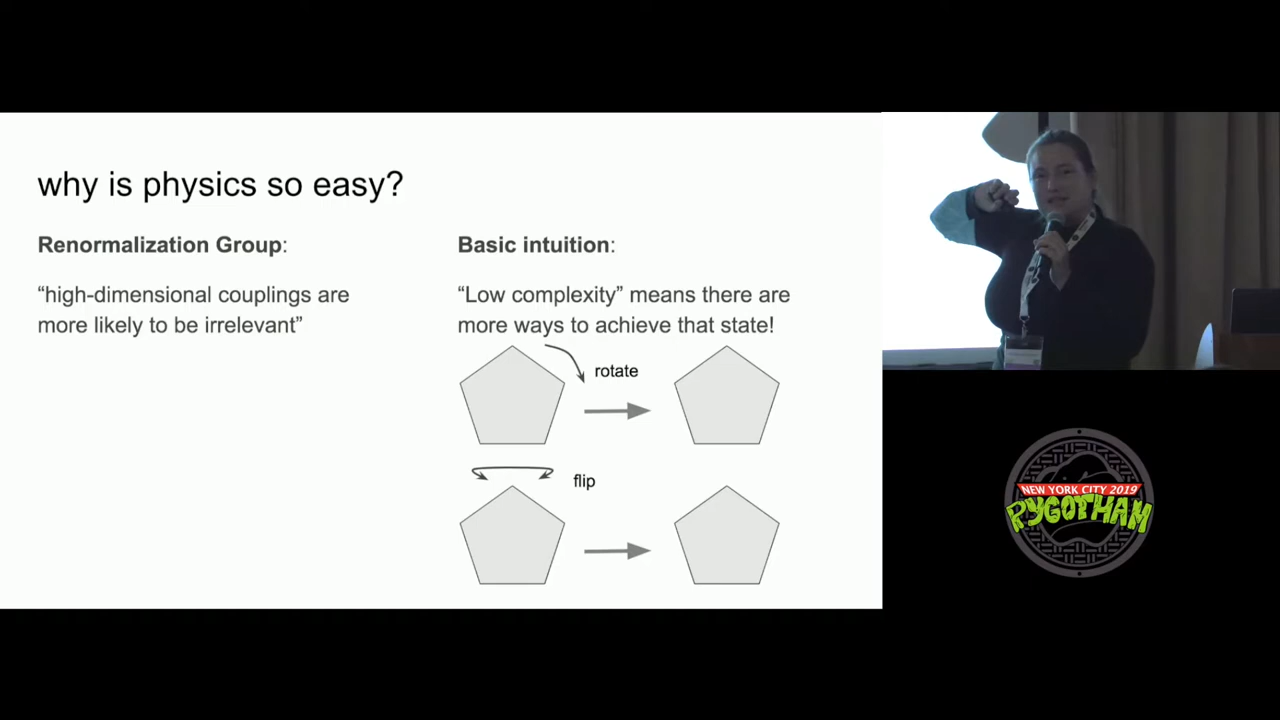 why is physics so easy?
Renormalization Group:
“high-dimensional couplings are
more likely to be irrelevant”
Basic intuition:
“Low complexity” means there are
more ways to achieve that state!
rotate
flip
NEW YORK CITY 2019
PYGOTHAM